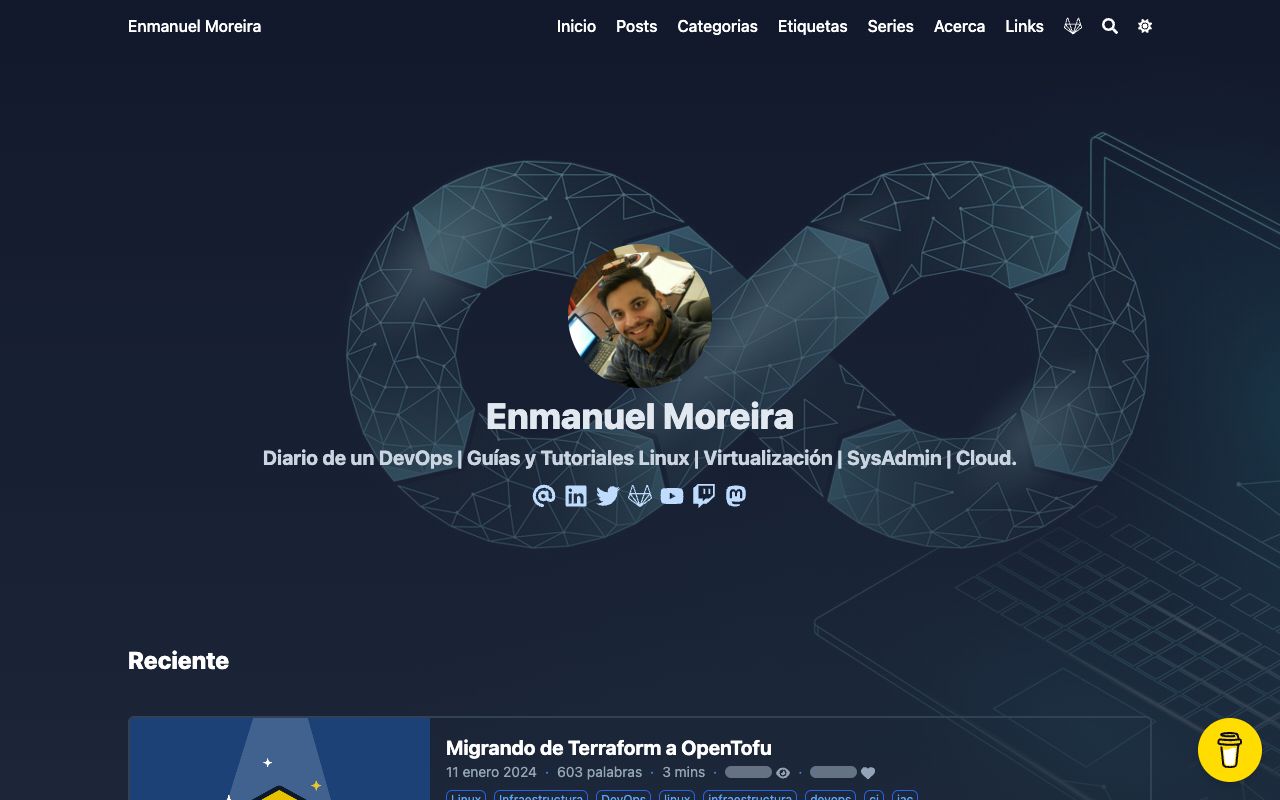 Enmanuel Moreira
Inicio Posts Categorias Etiquetas Series Acerca Links
Enmanuel Moreira
Diario de un DevOps | Guías y Tutoriales Linux | Virtualización | SysAdmin | Cloud.
Reciente
Migrando de Terraform a OpenTofu
11 enero 2024 · 603 palabras · 3 mins · ·
Linux Infraestructura DevOps linux infraestructura devops ci iac